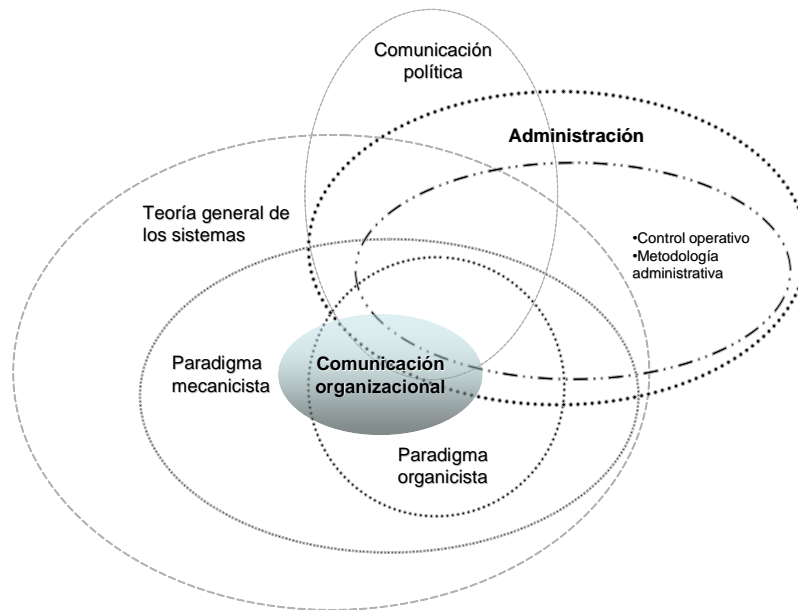 Comunicación
política
Administración
Teoría general de
los sistemas
•Control operativo
•Metodología
administrativa
Paradigma
mecanicista
Comunicación
organizacional
Paradigma
organicista